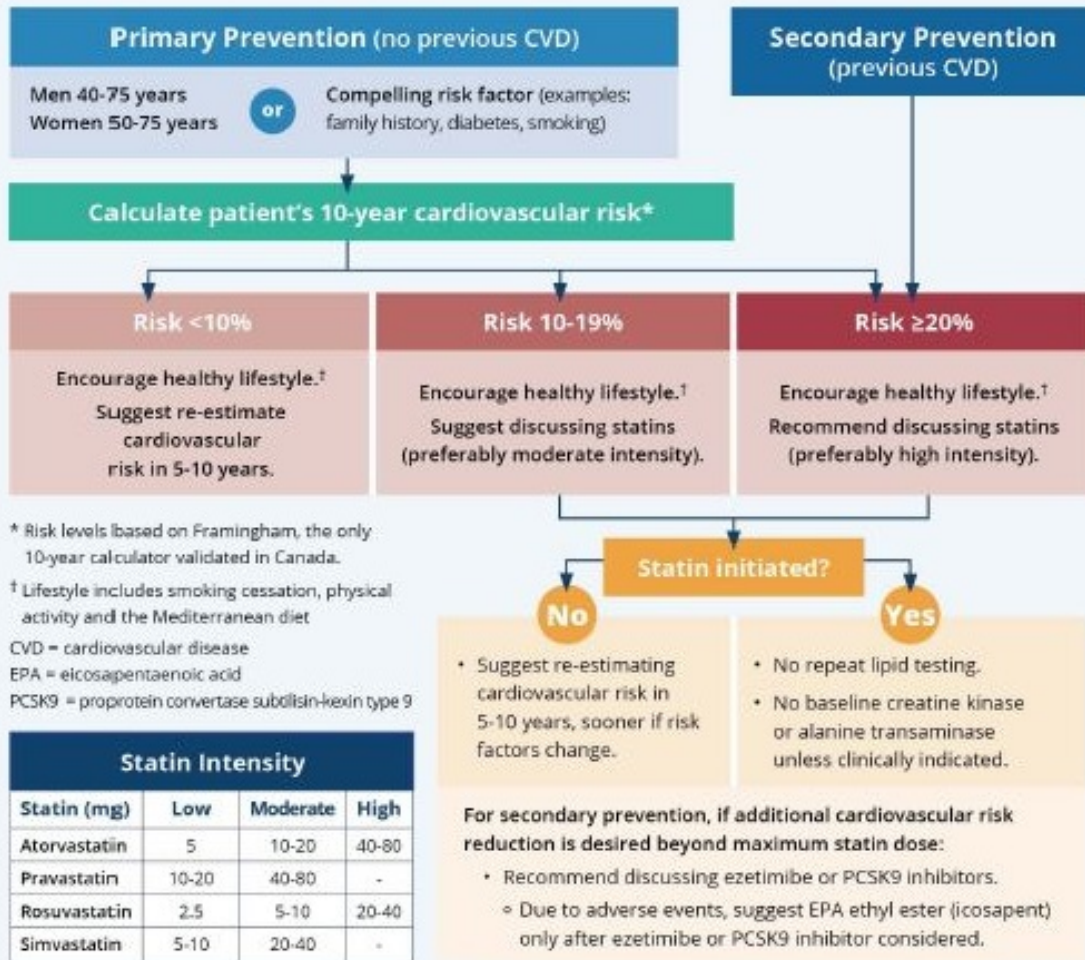 Primary Prevention (no previous CVD)
Men 40-75 years
Women 50-75 years
or
Compelling risk factor (examples:
family history, diabetes, smoking)
Secondary Prevention
(previous CVD)
Calculate patient's 10-year cardiovascular risk*
Risk <10%
Encourage healthy lifestyle.†
Suggest re-estimate
cardiovascular
risk in 5-10 years.
Risk 10-19%
Encourage healthy lifestyle.†
Suggest discussing statins
(preferably moderate intensity).
Risk ≥20%
Encourage healthy lifestyle.†
Recommend discussing statins
(preferably high intensity).
* Risk levels based on Framingham, the only
10-year calculator validated in Canada.
† Lifestyle includes smoking cessation, physical
activity and the Mediterranean diet
CVD = cardiovascular disease
EPA = eicosapentaenoic acid
PCSK9 = proprotein convertase subtilisin-kexin type 9
Statin initiated?
No
• Suggest re-estimating
cardiovascular risk in
5-10 years, sooner if risk
factors change.
Yes
• No repeat lipid testing.
• No baseline creatine kinase
or alanine transaminase
unless clinically indicated.
Statin Intensity
Statin (mg) Low Moderate High
Atorvastatiin 5 10-20 40-80
Pravastatin 10-20 40-80 -
Rosuvastatin 2.5 5-10 20-40
Simvastatin 5-10 20-40 -
For secondary prevention, if additional cardiovascular risk
reduction is desired beyond maximum statin dose:
• Recommend discussing ezetimibe or PCSK9 inhibitors.
◦ Due to adverse events, suggest EPA ethyl ester (icosapent)
only after ezetimibe or PCSK9 inhibitor considered.